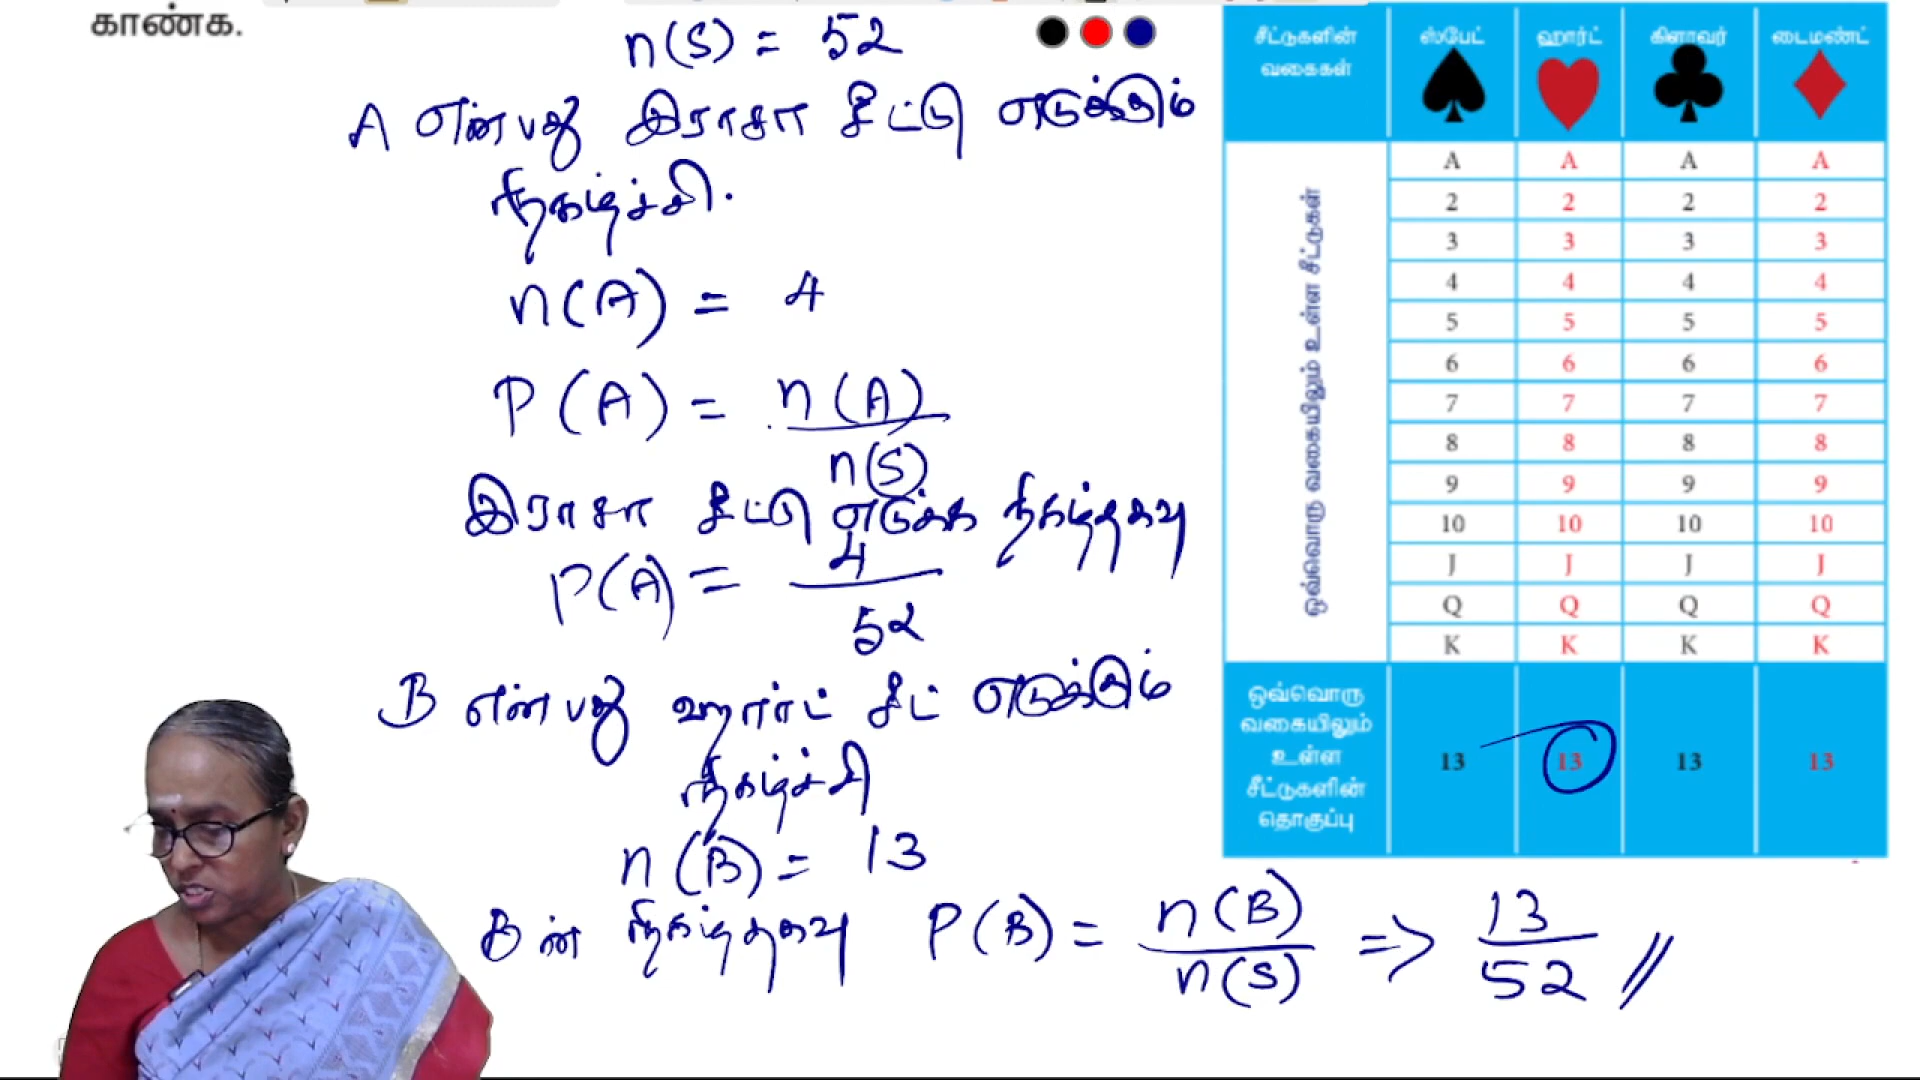 காண்க.
n(S) = 52
A என்பது இராசா சீட்டு எடுக்கும்
நிகழ்ச்சி.
n(A) = 4
P(A) = n(A)
n(S)
இராசா சீட்டு எடுக்க நிகழ்தகவு
P(A) = 4
52
B என்பது ஹார்ட் சீட் எடுக்கும்
நிகழ்ச்சி
n(B) = 13
B ன் நிகழ்தகவு P(B) = n(B) => 13
n(S) 52 //
சீட்டுகளின் வகைகள் ஸ்பேட் ஹார்ட் கிளாவர் டைமண்ட்
ஒவ்வொரு வகையிலும் உள்ள சீட்டுகள்
A A A A
2 2 2 2
3 3 3 3
4 4 4 4
5 5 5 5
6 6 6 6
7 7 7 7
8 8 8 8
9 9 9 9
10 10 10 10
J J J J
Q Q Q Q
K K K K
ஒவ்வொரு
வகையிலும்
உள்ள
சீட்டுகளின்
தொகுப்பு
13 13 13 13